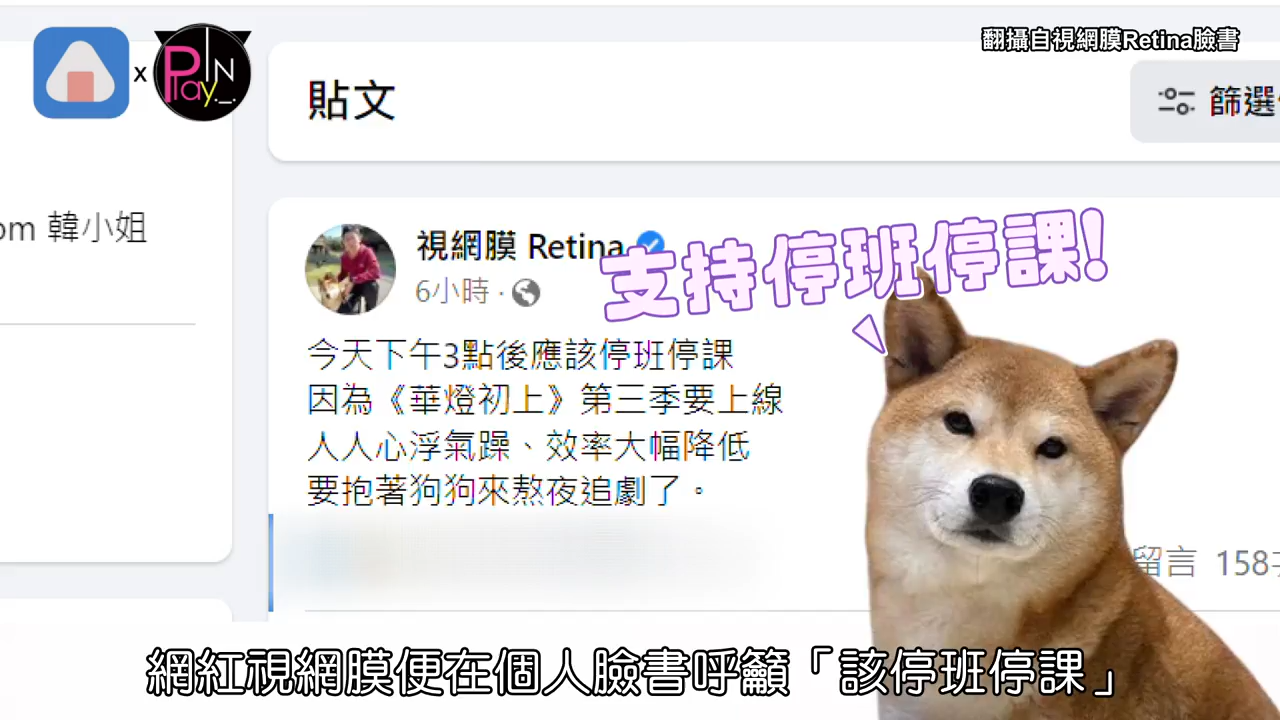 翻攝自視網膜Retina臉書
x
Play IN
貼文
篩選
om 韓小姐
視網膜 Retina
支持停班停課!
6小時
今天下午3點後應該停班停課
因為《華燈初上》第三季要上線
人人心浮氣躁、效率大幅降低
要抱著狗狗來熬夜追劇了。
留言 158
網紅視網膜便在個人臉書呼籲「該停班停課」